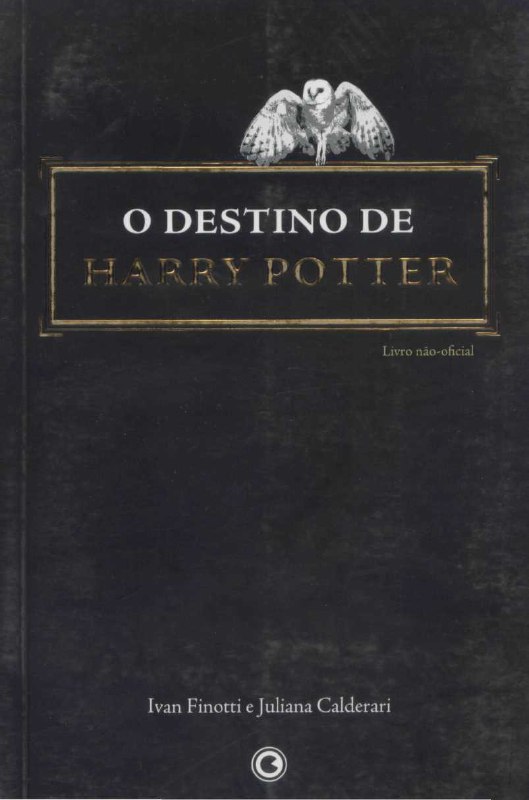 O DESTINO DE
HARRY POTTER
Livro não-oficial
Ivan Finotti e Juliana Calderari